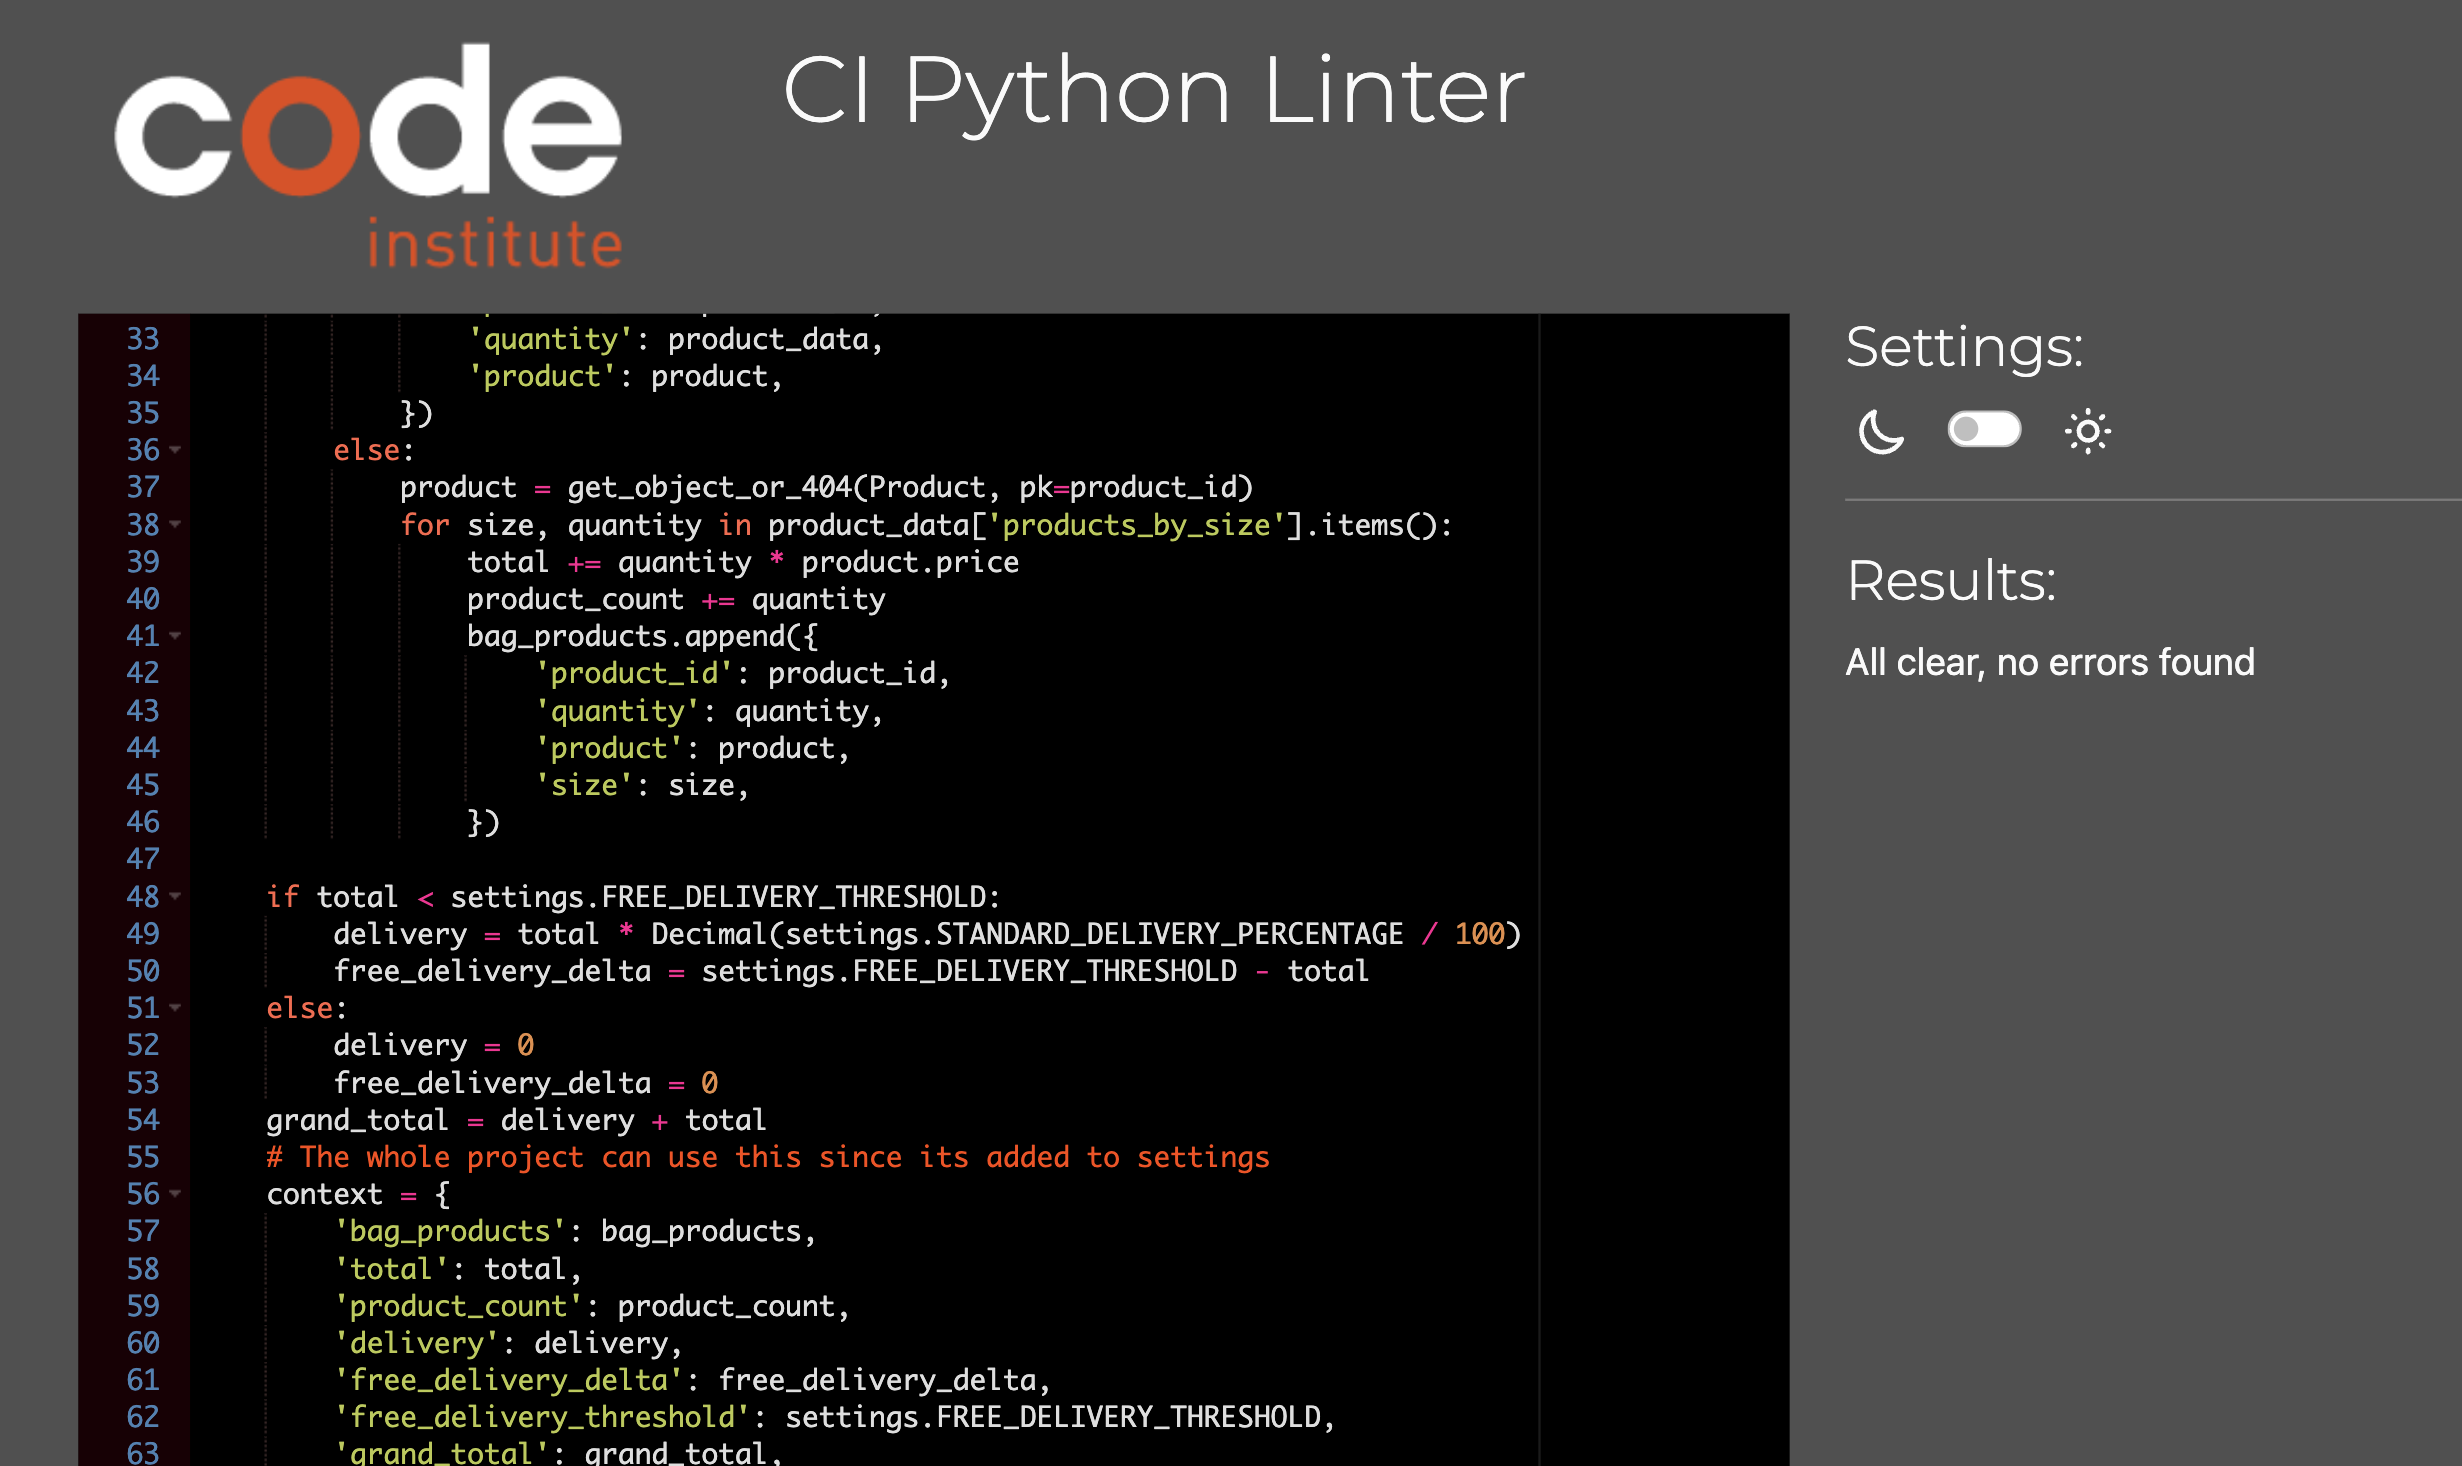 code
institute
CI Python Linter
33 'quantity': product_data,
34 'product': product,
35 })
36 else:
37 product = get_object_or_404(Product, pk=product_id)
38 for size, quantity in product_data['products_by_size'].items():
39 total += quantity * product.price
40 product_count += quantity
41 bag_products.append({
42 'product_id': product_id,
43 'quantity': quantity,
44 'product': product,
45 'size': size,
46 })
47
48 if total < settings.FREE_DELIVERY_THRESHOLD:
49 delivery = total * Decimal(settings.STANDARD_DELIVERY_PERCENTAGE / 100)
50 free_delivery_delta = settings.FREE_DELIVERY_THRESHOLD - total
51 else:
52 delivery = 0
53 free_delivery_delta = 0
54 grand_total = delivery + total
55 # The whole project can use this since its added to settings
56 context = {
57 'bag_products': bag_products,
58 'total': total,
59 'product_count': product_count,
60 'delivery': delivery,
61 'free_delivery_delta': free_delivery_delta,
62 'free_delivery_threshold': settings.FREE_DELIVERY_THRESHOLD,
63 'grand_total': grand_total,
Settings:
Results:
All clear, no errors found